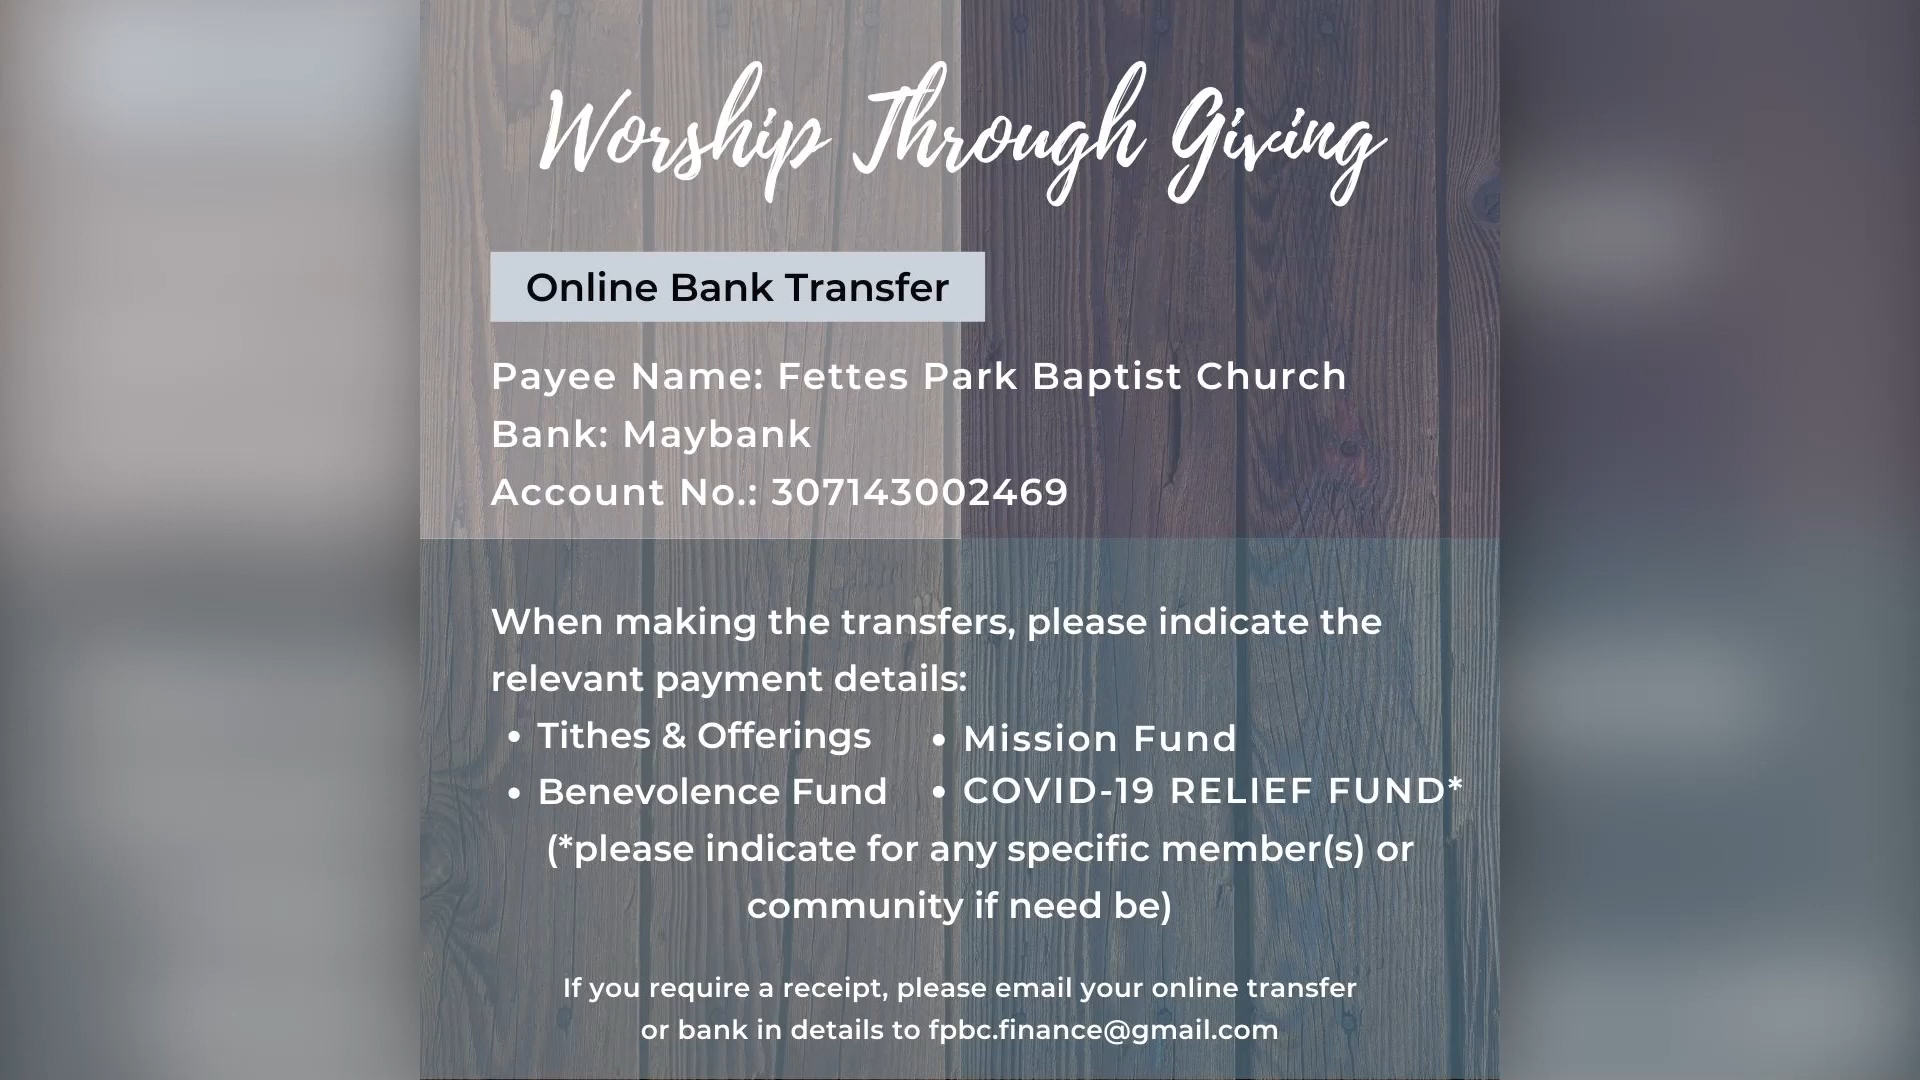 Worship Through Giving
Online Bank Transfer
Payee Name: Fettes Park Baptist Church
Bank: Maybank
Account No.: 307143002469
When making the transfers, please indicate the
relevant payment details:
• Tithes & Offerings
• Benevolence Fund
• Mission Fund
• COVID-19 RELIEF FUND*
(*please indicate for any specific member(s) or
community if need be)
If you require a receipt, please email your online transfer
or bank in details to fpbc.finance@gmail.com